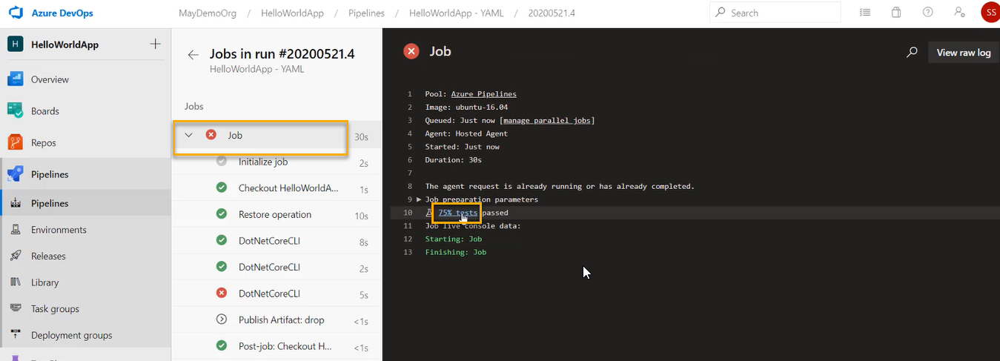 Azure DevOps
MayDemoOrg / HelloWorldApp / Pipelines / HelloWorldApp - YAML / 20200521.4
Search
SS
H HelloWorldApp +
Overview
Boards
Repos
Pipelines
Pipelines
Environments
Releases
Library
Task groups
Deployment groups
Jobs in run #20200521.4
HelloWorldApp - YAML
Jobs
Job 30s
Initialize job 2s
Checkout HelloWorldA... 1s
Restore operation 10s
DotNetCoreCLI 8s
DotNetCoreCLI 2s
DotNetCoreCLI 5s
Publish Artifact: drop <1s
Post-job: Checkout H... <1s
Job
View raw log
1 Pool: Azure Pipelines
2 Image: ubuntu-16.04
3 Queued: Just now [manage parallel jobs]
4 Agent: Hosted Agent
5 Started: Just now
6 Duration: 30s
7
8 The agent request is already running or has already completed.
9 Job preparation parameters
10 75% tests passed
11 Job live console data:
12 Starting: Job
13 Finishing: Job